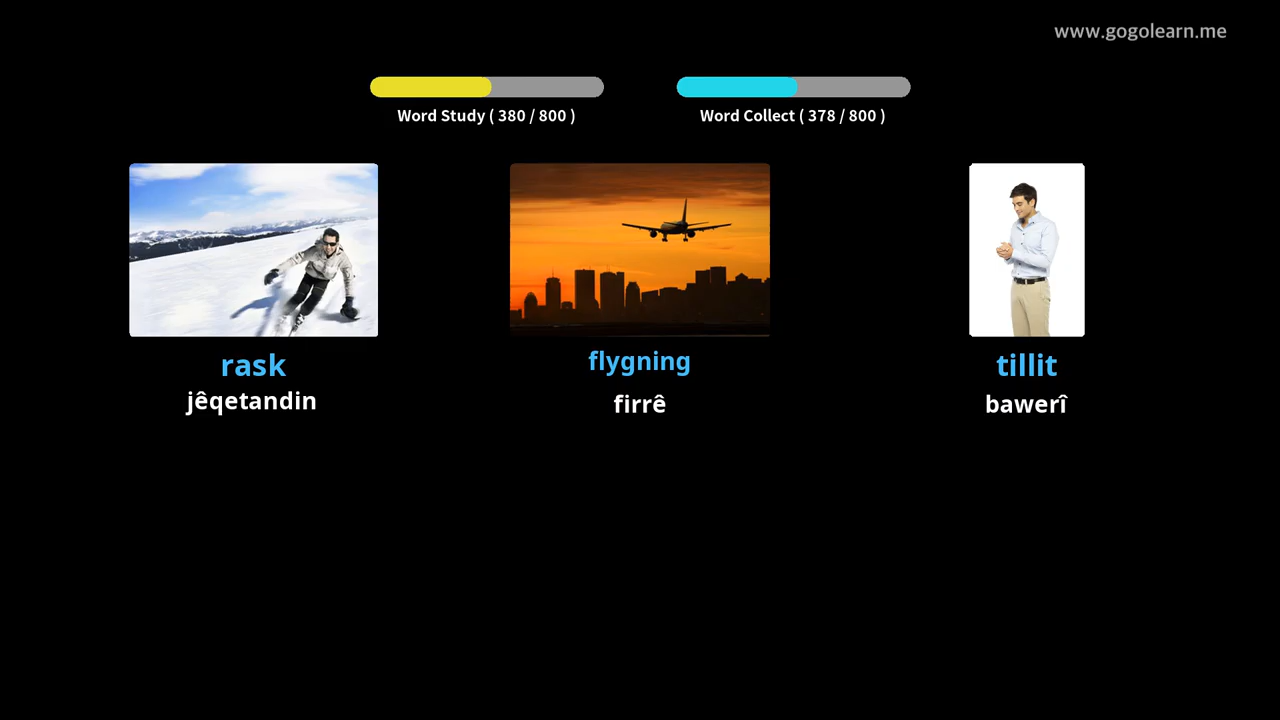 www.gogolearn.me
Word Study ( 380 / 800 )
Word Collect ( 378 / 800 )
rask
jêqetandin
flygning
firrê
tillit
bawerî